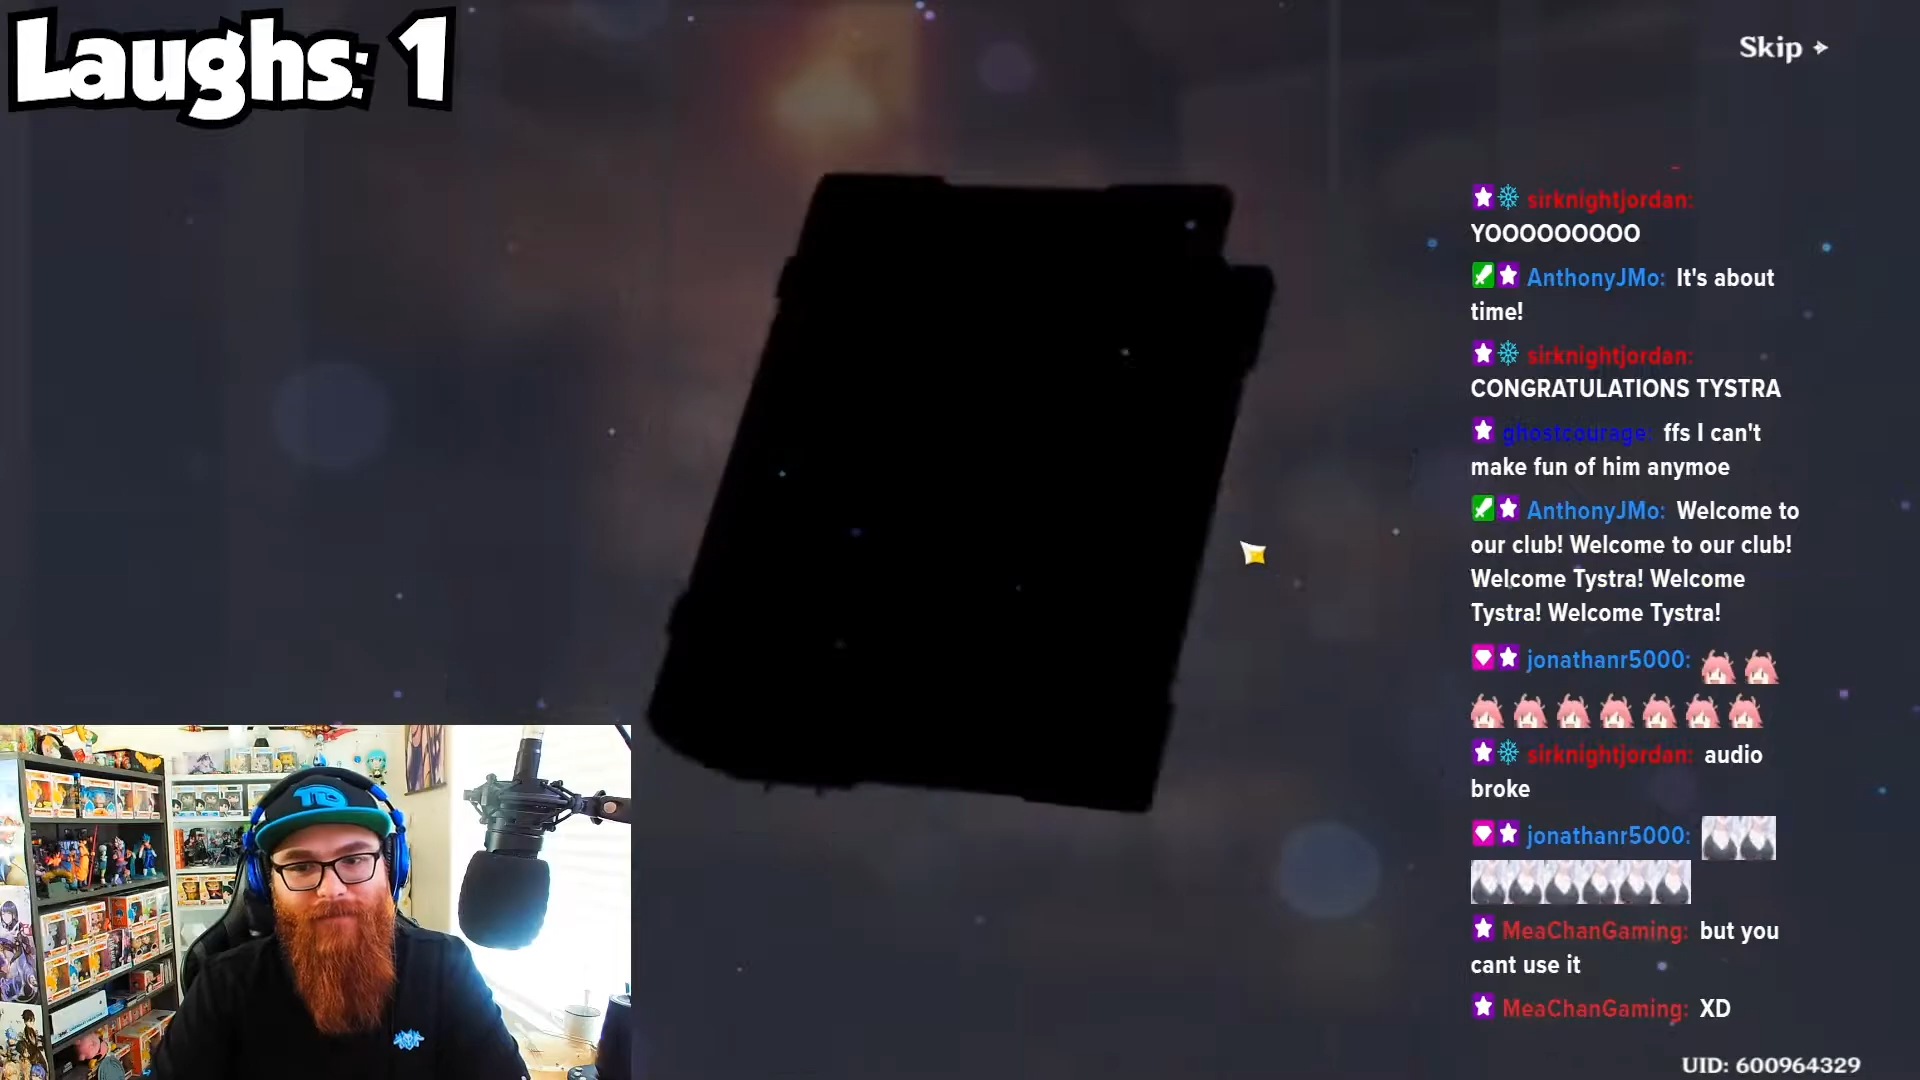 Laughs: 1
Skip
sirknightjordan:
YOOOOOOOOO
AnthonyJMo: It's about
time!
sirknightjordan:
CONGRATULATIONS TYSTRA
ghostcourage: ffs I can't
make fun of him anymoe
AnthonyJMo: Welcome to
our club! Welcome to our club!
Welcome Tystra! Welcome
Tystra! Welcome Tystra!
jonathanr5000:
sirknightjordan: audio
broke
jonathanr5000:
MeaChanGaming: but you
cant use it
MeaChanGaming: XD
UID: 600964329